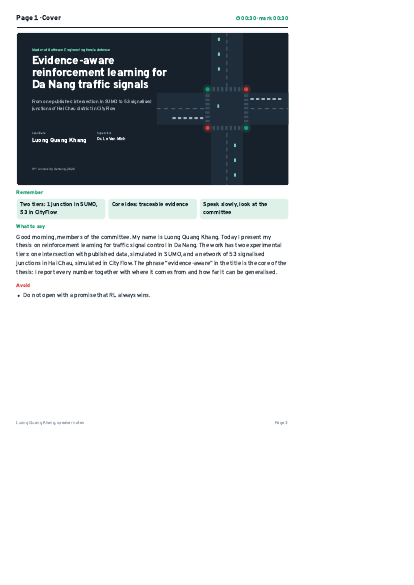 Page 1 · Cover
00:30 · mark 00:30
Master of Software Engineering thesis defence
Evidence-aware
reinforcement learning for
Da Nang traffic signals
From one published intersection in SUMO to 53 signalised
junctions of Hai Chau district in CityFlow
Luong Quang Khang
Remember
Two tiers: 1 junction in SUMO,
53 in CityFlow
Core idea: traceable evidence
Speak slowly, look at the
committee
What to say
Good morning, members of the committee. My name is Luong Quang Khang. Today I present my
thesis on reinforcement learning for traffic signal control in Da Nang. The work has two experimental
tiers: one intersection with published data, simulated in SUMO, and a network of 53 signalised
junctions in Hai Chau, simulated in CityFlow. The phrase "evidence-aware" in the title is the core of the
thesis: I report every number together with where it comes from and how far it can be generalised.
Avoid
• Do not open with a promise that RL always wins.
Luong Quang Khang, speaker notes
Page 1